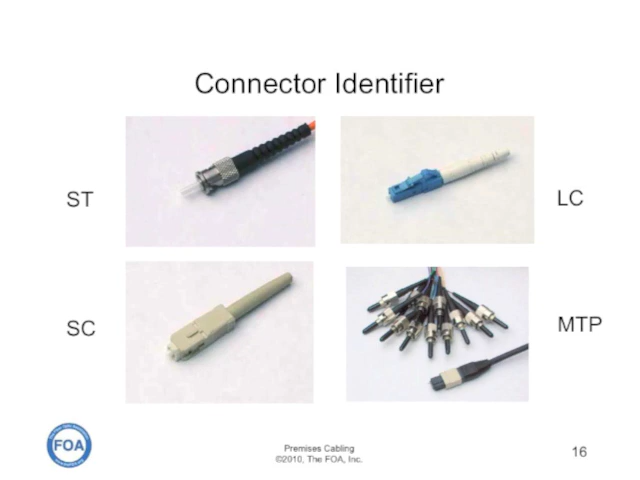 Connector Identifier
ST
LC
SC
MTP
FOA
Premises Cabling
©2010, The FOA, Inc.
16